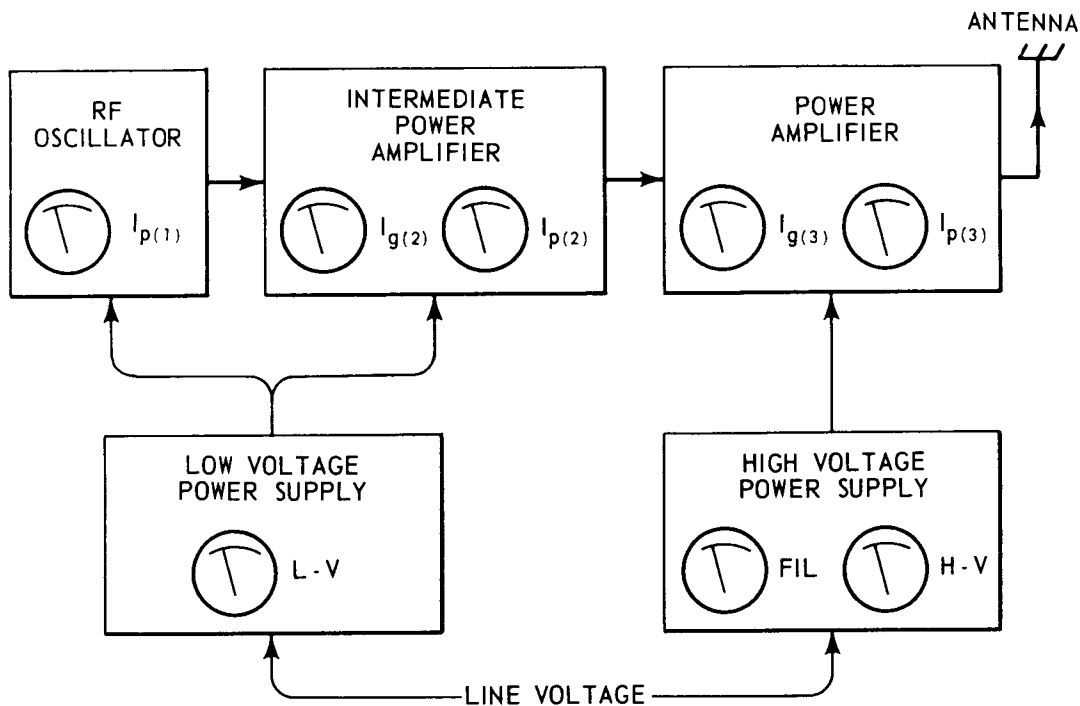 ANTENNA
RF
OSCILLATOR
I p(1)
INTERMEDIATE
POWER
AMPLIFIER
I g(2)
I p(2)
POWER
AMPLIFIER
I g(3)
I p(3)
LOW VOLTAGE
POWER SUPPLY
L-V
HIGH VOLTAGE
POWER SUPPLY
FIL
H-V
LINE VOLTAGE